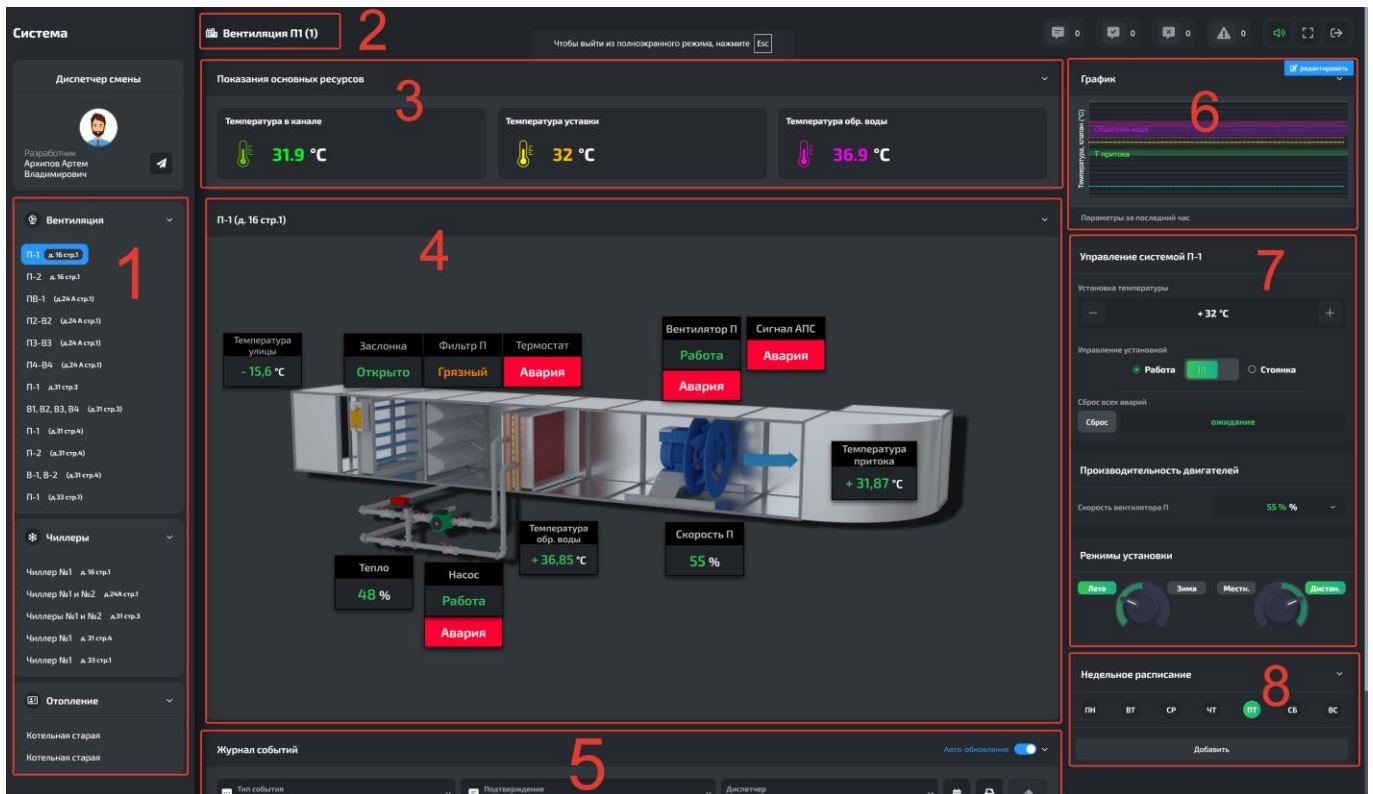 Система
Вентиляция П1 (1)
2
Чтобы выйти из полноэкранного режима, нажмите Esc
0
0
0
0
Диспетчер смены
Разработчик
Архипов Артем
Владимирович
1
Вентиляция
П-1 д. 16 стр.1
П-2 д. 16 стр.1
ПВ-1 (д.24 А стр.1)
П2-В2 (д.24 А стр.1)
П3-В3 (д.24 А стр.1)
П4-В4 (д.24 А стр.1)
П-1 д.31 стр.3
В1, В2, В3, В4 (д.31 стр.3)
П-1 (д.31 стр.4)
П-2 (д.31 стр.4)
В-1, В-2 (д.31 стр.4)
П-1 (д.33 стр.1)
Чиллеры
Чиллер №1 д. 16 стр.1
Чиллер №1 и №2 д.24А стр.1
Чиллеры №1 и №2 д.31 стр.3
Чиллер №1 д. 31 стр.4
Чиллер №1 д. 33 стр.1
Отопление
Котельная старая
Котельная старая
Показания основных ресурсов
3
Температура в канале
31.9 °C
Температура уставки
32 °C
Температура обр. воды
36.9 °C
П-1 (д. 16 стр.1)
4
Температура
улицы
- 15,6 °C
Заслонка
Открыто
Фильтр П
Грязный
Термостат
Авария
Вентилятор П
Работа
Авария
Сигнал АПС
Авария
Температура
притока
+ 31,87 °C
Температура
обр. воды
+ 36,85 °C
Скорость П
55 %
Тепло
48 %
Насос
Работа
Авария
Журнал событий
5
Авто-обновление
Тип события
Подтверждение
Диспетчер
График
редактировать
6
Температура, клапан (°C)
Обратная вода
Т притока
Параметры за последний час
Управление системой П-1
7
Установка температуры
− + 32 °C +
Управление установкой
Работа
Стоянка
Сброс всех аварий
Сброс
ожидание
Производительность двигателей
Скорость вентилятора П
55 % %
Режимы установки
Лето
Зима
Местн.
Дистан.
Недельное расписание
8
ПН ВТ СР ЧТ ПТ СБ ВС
Добавить